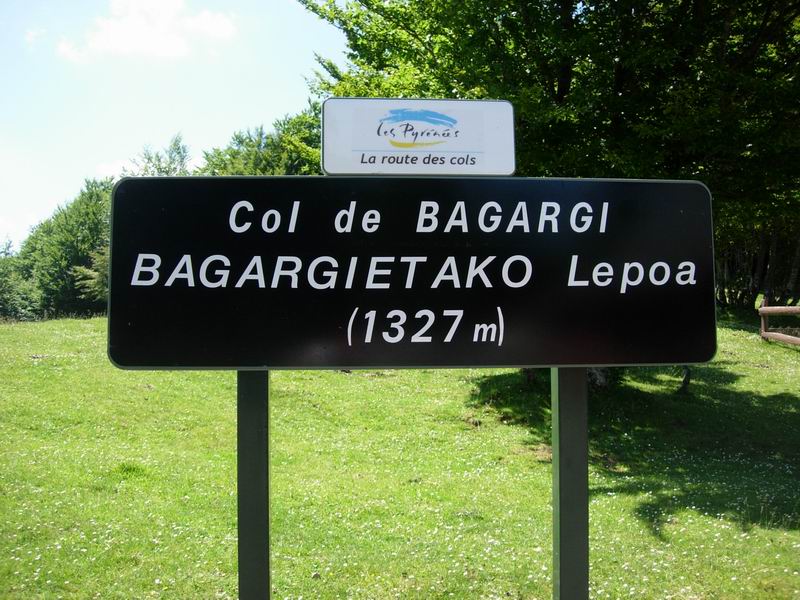 les Pyrénées
La route des cols
Col de BAGARGI
BAGARGIETAKO Lepoa
(1327 m)